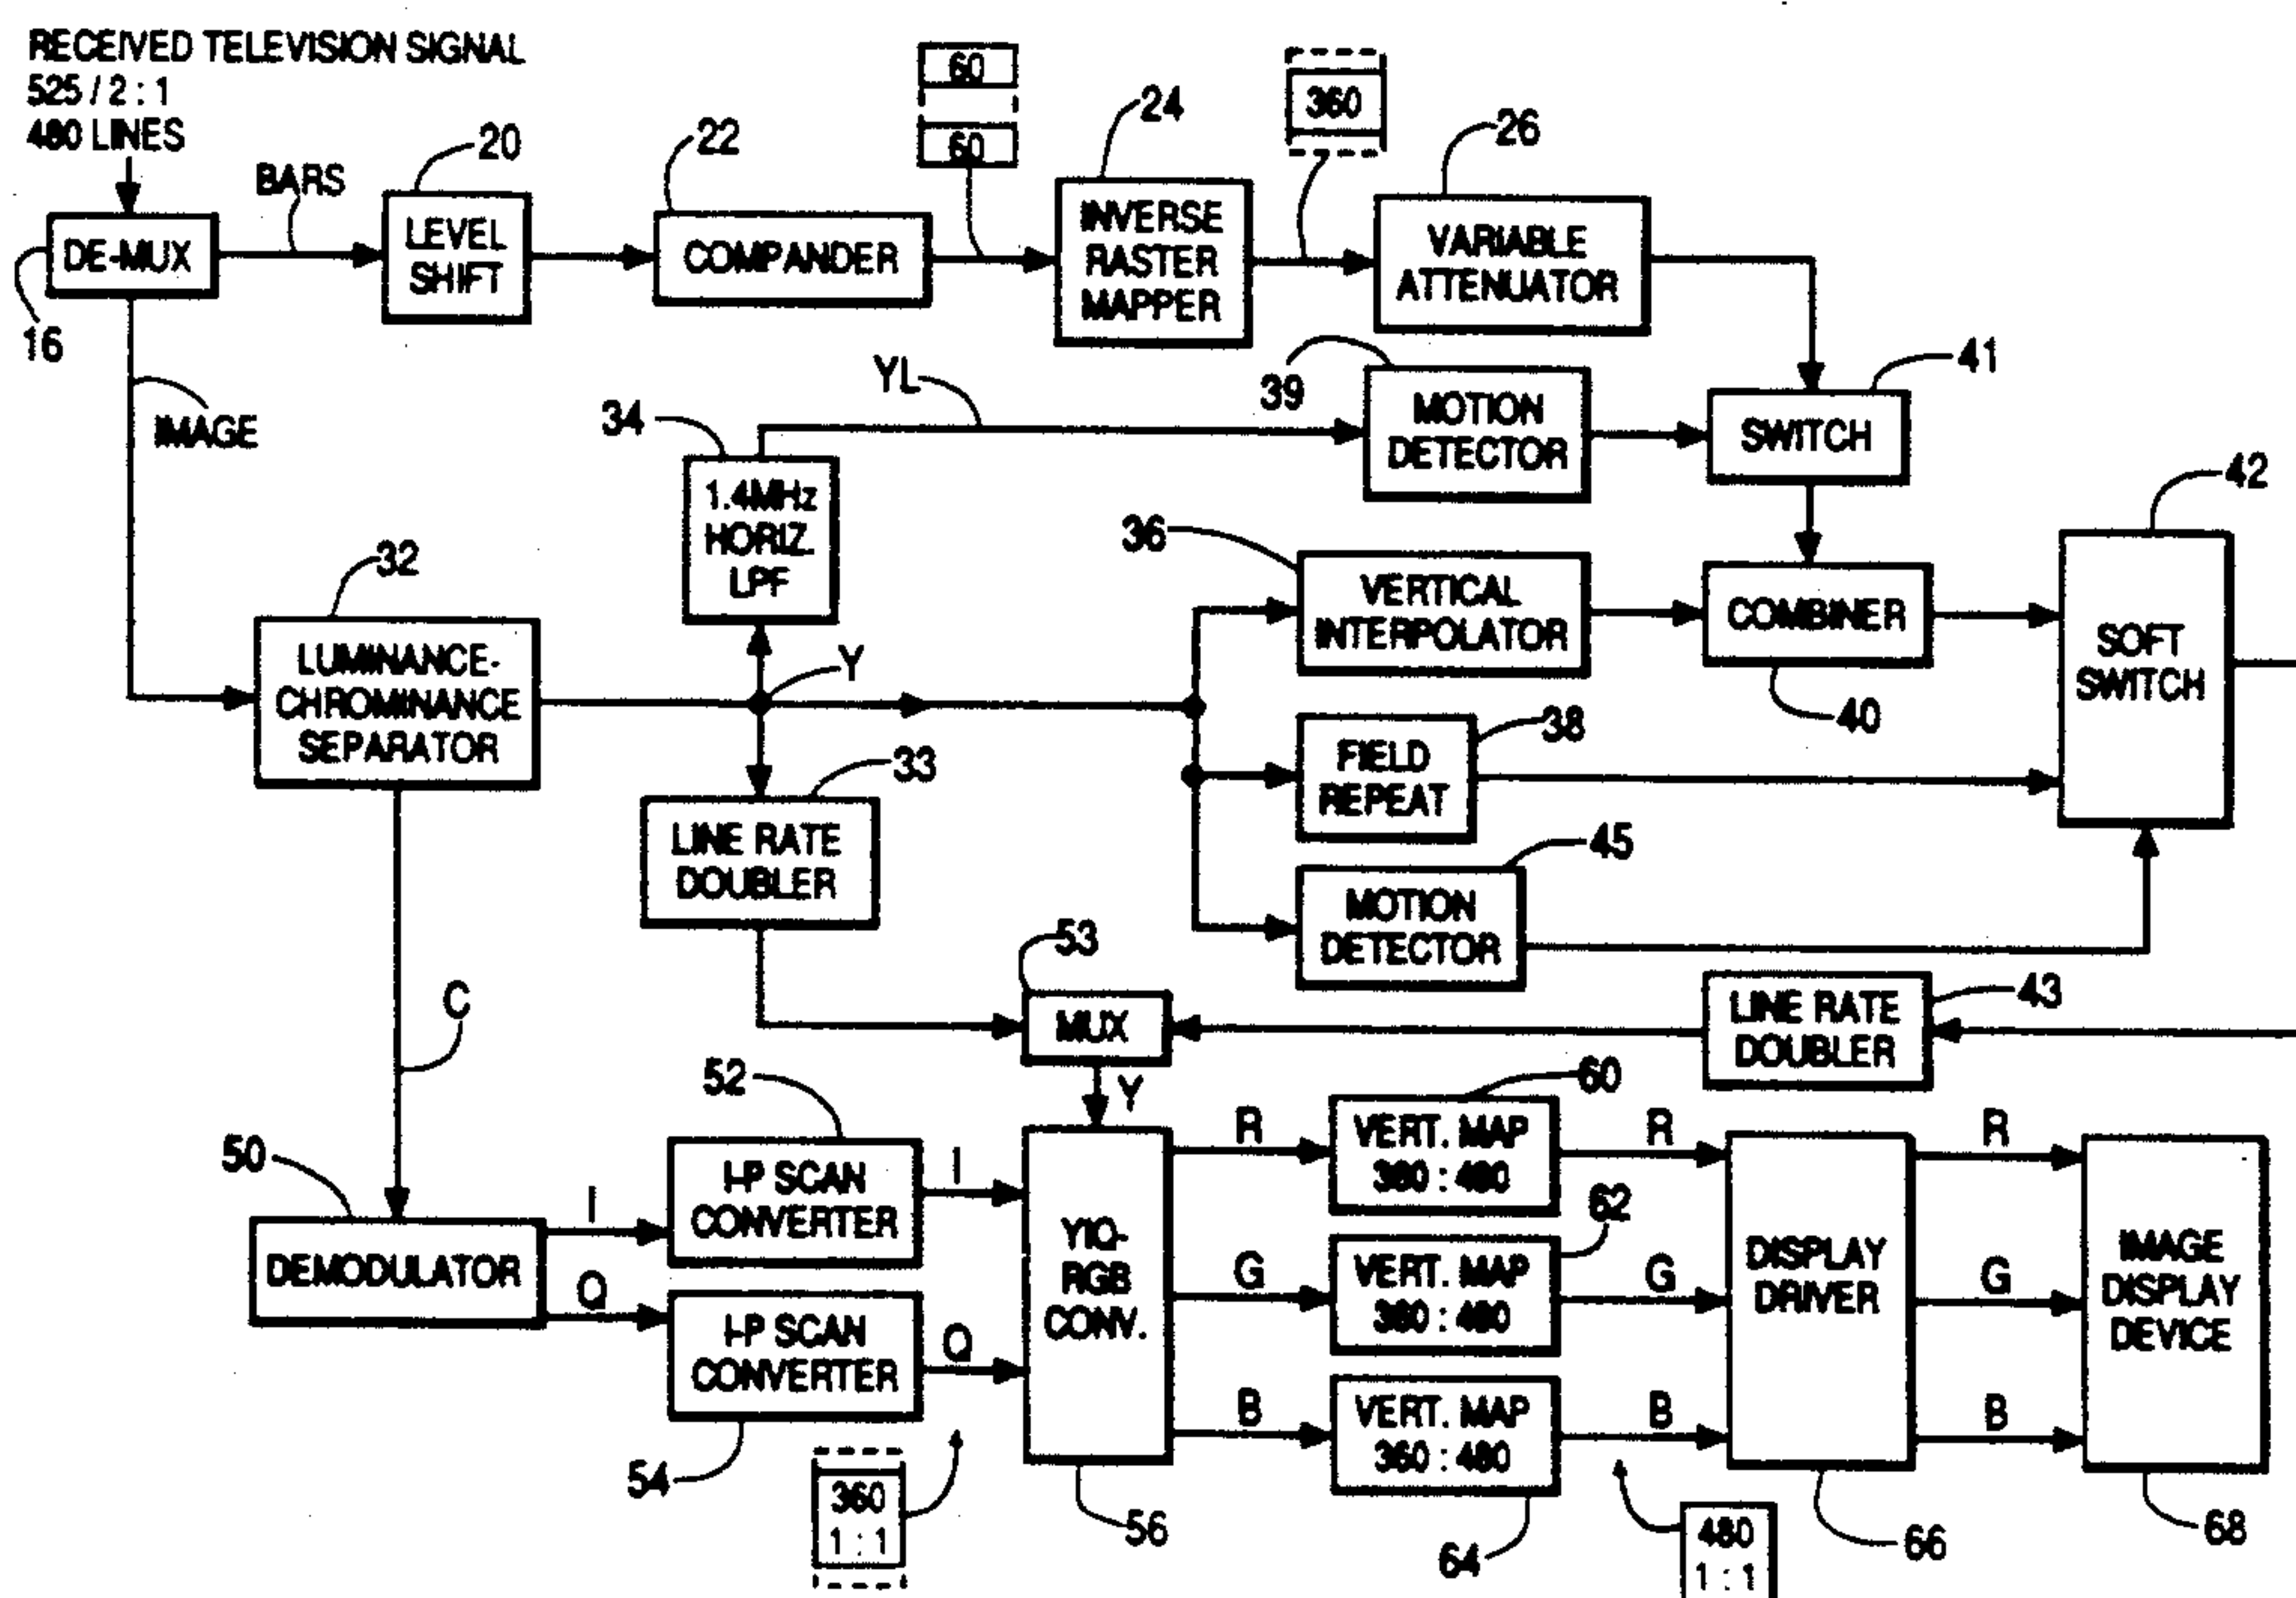 RECEIVED TELEVISION SIGNAL
525 / 2 : 1
480 LINES
BARS
20
22
60
60
24
360
26
DE-MUX
16
LEVEL
SHIFT
COMPANDER
INVERSE
RASTER
MAPPER
VARIABLE
ATTENUATOR
IMAGE
34
YL
39
MOTION
DETECTOR
41
SWITCH
1.4MHz
HORIZ.
LPF
42
32
36
VERTICAL
INTERPOLATOR
COMBINER
40
SOFT
SWITCH
LUMINANCE-
CHROMINANCE
SEPARATOR
Y
38
FIELD
REPEAT
33
LINE RATE
DOUBLER
45
MOTION
DETECTOR
53
MUX
43
LINE RATE
DOUBLER
C
Y
50
DEMODULATOR
I
Q
52
I-P SCAN
CONVERTER
I
I-P SCAN
CONVERTER
Q
54
360
1 : 1
YIQ-
RGB
CONV.
56
R
G
B
60
VERT. MAP
360 : 480
62
VERT. MAP
360 : 480
VERT. MAP
360 : 480
64
R
G
B
480
1 : 1
DISPLAY
DRIVER
66
R
G
B
IMAGE
DISPLAY
DEVICE
68